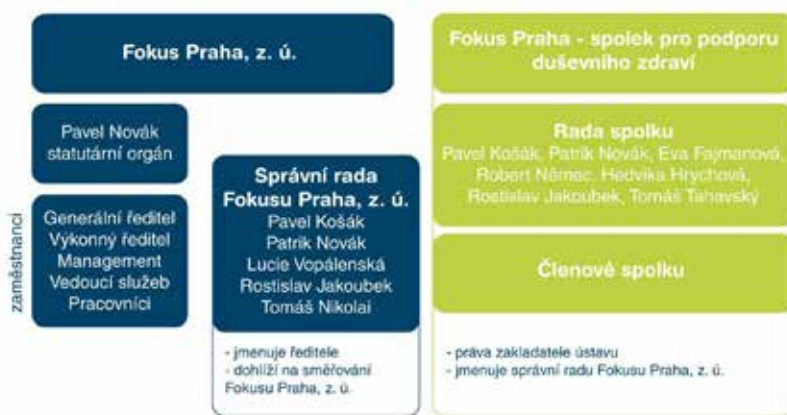 Fokus Praha, z. ú.
Pavel Novák
statutární orgán
zaměstnanci
Generální ředitel
Výkonný ředitel
Management
Vedoucí služeb
Pracovníci
Správní rada
Fokusu Praha, z. ú.
Pavel Košák
Patrik Novák
Lucie Vopálenská
Rostislav Jakoubek
Tomáš Nikolai
- jmenuje ředitele
- dohlíží na směřování
Fokusu Praha, z. ú.
Fokus Praha - spolek pro podporu
duševního zdraví
Rada spolku
Pavel Košák, Patrik Novák, Eva Fajmanová,
Robert Němec, Hedvika Hrychová,
Rostislav Jakoubek, Tomáš Tahavský
Členové spolku
- práva zakladatele ústavu
- jmenuje správní radu Fokusu Praha, z. ú.